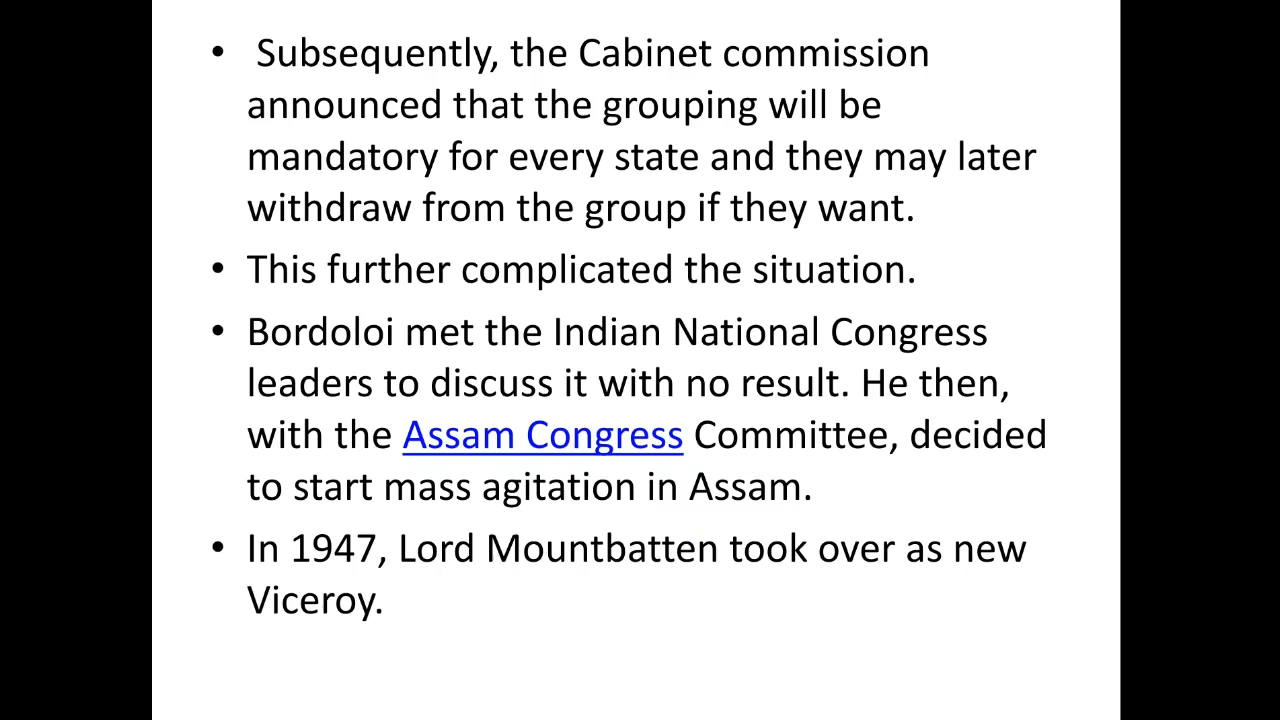 • Subsequently, the Cabinet commission
announced that the grouping will be
mandatory for every state and they may later
withdraw from the group if they want.
• This further complicated the situation.
• Bordoloi met the Indian National Congress
leaders to discuss it with no result. He then,
with the Assam Congress Committee, decided
to start mass agitation in Assam.
• In 1947, Lord Mountbatten took over as new
Viceroy.